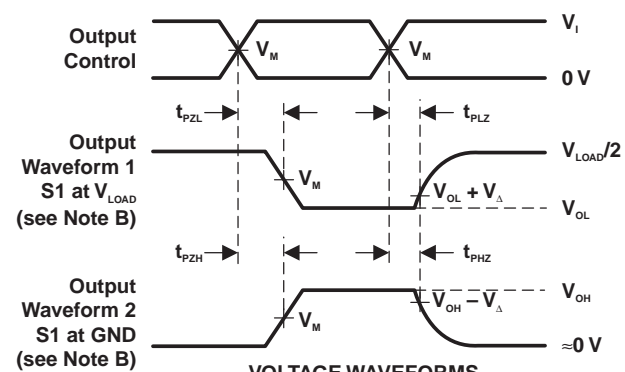 Output
Control
V_M
V_M
V_I
0 V
t_PZL
t_PLZ
Output
Waveform 1
S1 at V_LOAD
(see Note B)
V_M
V_OL + V_Δ
V_LOAD/2
V_OL
t_PZH
t_PHZ
Output
Waveform 2
S1 at GND
(see Note B)
V_M
V_OH – V_Δ
V_OH
≈0 V
VOLTAGE WAVEFORMS